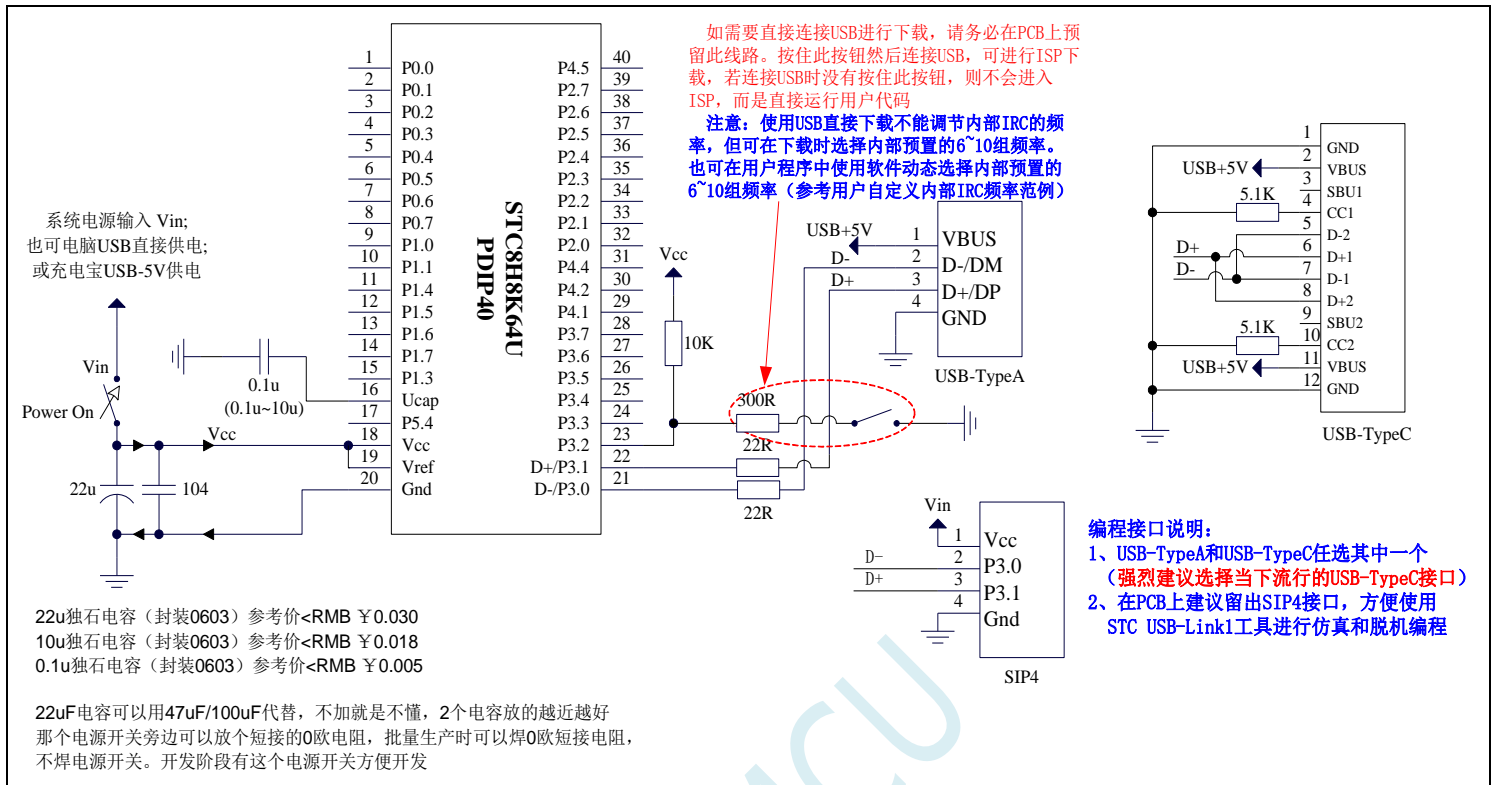 如需要直接连接USB进行下载，请务必在PCB上预
留此线路。按住此按钮然后连接USB，可进行ISP下
载，若连接USB时没有按住此按钮，则不会进入
ISP，而是直接运行用户代码
注意：使用USB直接下载不能调节内部IRC的频
率，但可在下载时选择内部预置的6~10组频率。
也可在用户程序中使用软件动态选择内部预置的
6~10组频率（参考用户自定义内部IRC频率范例）
系统电源输入 Vin;
也可电脑USB直接供电;
或充电宝USB-5V供电
Vin
Power On
Vcc
22u
104
0.1u
(0.1u~10u)
STC8H8K64U
PDIP40
1 P0.0
2 P0.1
3 P0.2
4 P0.3
5 P0.4
6 P0.5
7 P0.6
8 P0.7
9 P1.0
10 P1.1
11 P1.4
12 P1.5
13 P1.6
14 P1.7
15 P1.3
16 Ucap
17 P5.4
18 Vcc
19 Vref
20 Gnd
P4.5 40
P2.7 39
P2.6 38
P2.5 37
P2.4 36
P2.3 35
P2.2 34
P2.1 33
P2.0 32
P4.4 31
P4.2 30
P4.1 29
P3.7 28
P3.6 27
P3.5 26
P3.4 25
P3.3 24
P3.2 23
D+/P3.1 22
D-/P3.0 21
Vcc
10K
300R
22R
22R
USB+5V
D-
D+
1 VBUS
2 D-/DM
3 D+/DP
4 GND
USB-TypeA
USB+5V
5.1K
D+
D-
5.1K
USB+5V
1 GND
2 VBUS
3 SBU1
4 CC1
5 D-2
6 D+1
7 D-1
8 D+2
9 SBU2
10 CC2
11 VBUS
12 GND
USB-TypeC
Vin
D-
D+
1 Vcc
2 P3.0
3 P3.1
4 Gnd
SIP4
编程接口说明：
1、USB-TypeA和USB-TypeC任选其中一个
（强烈建议选择当下流行的USB-TypeC接口）
2、在PCB上建议留出SIP4接口，方便使用
STC USB-Link1工具进行仿真和脱机编程
22u独石电容（封装0603）参考价<RMB ￥0.030
10u独石电容（封装0603）参考价<RMB ￥0.018
0.1u独石电容（封装0603）参考价<RMB ￥0.005
22uF电容可以用47uF/100uF代替，不加就是不懂，2个电容放的越近越好
那个电源开关旁边可以放个短接的0欧电阻，批量生产时可以焊0欧短接电阻，
不焊电源开关。开发阶段有这个电源开关方便开发
MCU